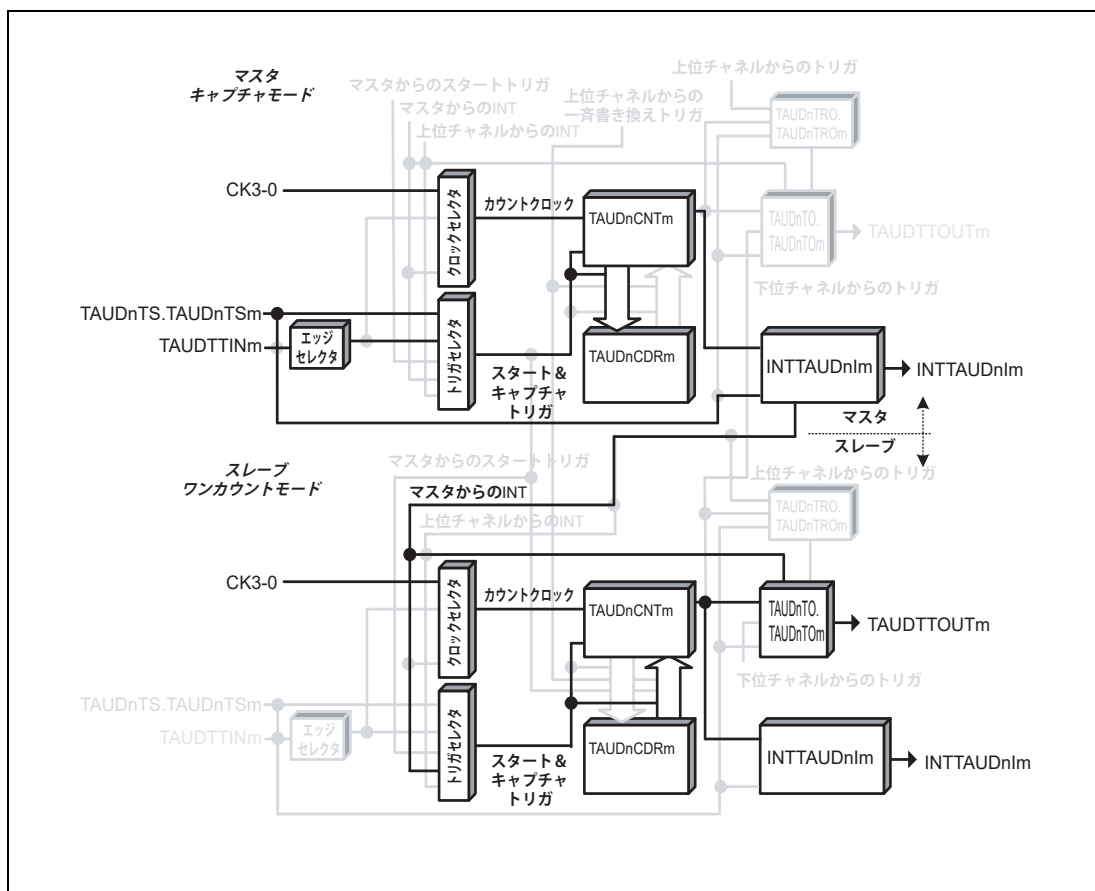 マスタ
キャプチャモード
上位チャネルからのトリガ
マスタからのスタートトリガ
マスタからのINT
上位チャネルからのINT
上位チャネルからの
一斉書き換えトリガ
TAUDnTRO.
TAUDnTROm
CK3-0
クロックセレクタ
カウントクロック
TAUDnCNTm
TAUDnTO.
TAUDnTOm
TAUDTTOUTm
下位チャネルからのトリガ
TAUDnTS.TAUDnTSm
TAUDTTINm
エッジ
セレクタ
トリガセレクタ
スタート&
キャプチャ
トリガ
TAUDnCDRm
INTTAUDnIm
INTTAUDnIm
マスタ
スレーブ
スレーブ
ワンカウントモード
マスタからのスタートトリガ
マスタからのINT
上位チャネルからのINT
上位チャネルからのトリガ
TAUDnTRO.
TAUDnTROm
CK3-0
クロックセレクタ
カウントクロック
TAUDnCNTm
TAUDnTO.
TAUDnTOm
TAUDTTOUTm
下位チャネルからのトリガ
TAUDnTS.TAUDnTSm
TAUDTTINm
エッジ
セレクタ
トリガセレクタ
スタート&
キャプチャ
トリガ
TAUDnCDRm
INTTAUDnIm
INTTAUDnIm